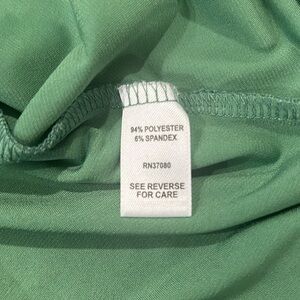 94% POLYESTER
6% SPANDEX
RN37080
SEE REVERSE
FOR CARE